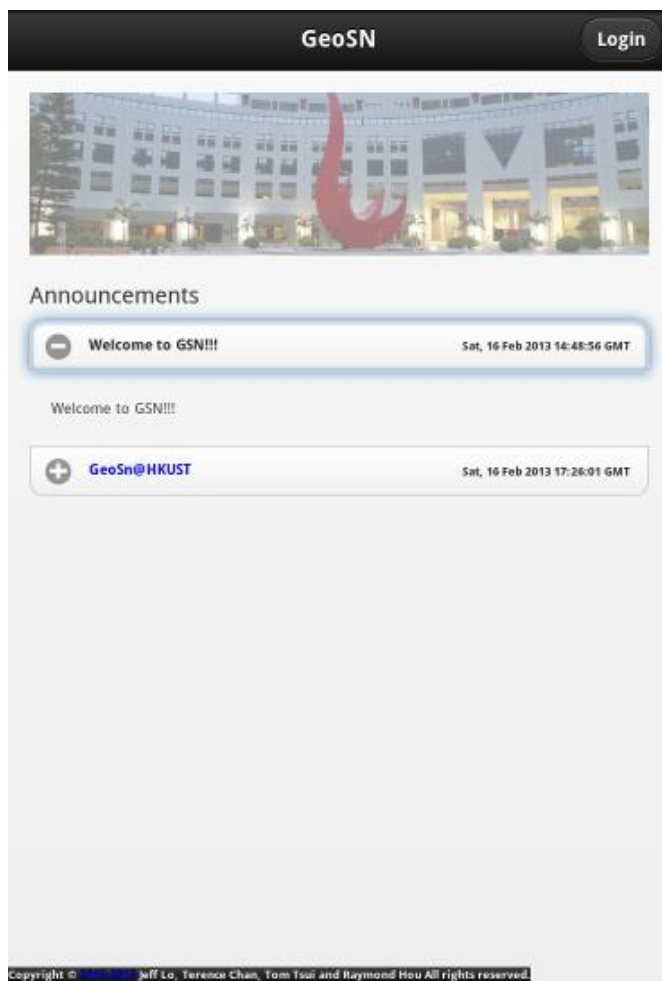 GeoSN
Login
Announcements
Welcome to GSN!!!
Sat, 16 Feb 2013 14:48:56 GMT
Welcome to GSN!!!
GeoSn@HKUST
Sat, 16 Feb 2013 17:26:01 GMT
Copyright © Jeff Lo, Terence Chan, Tom Tsui and Raymond Hou All rights reserved.